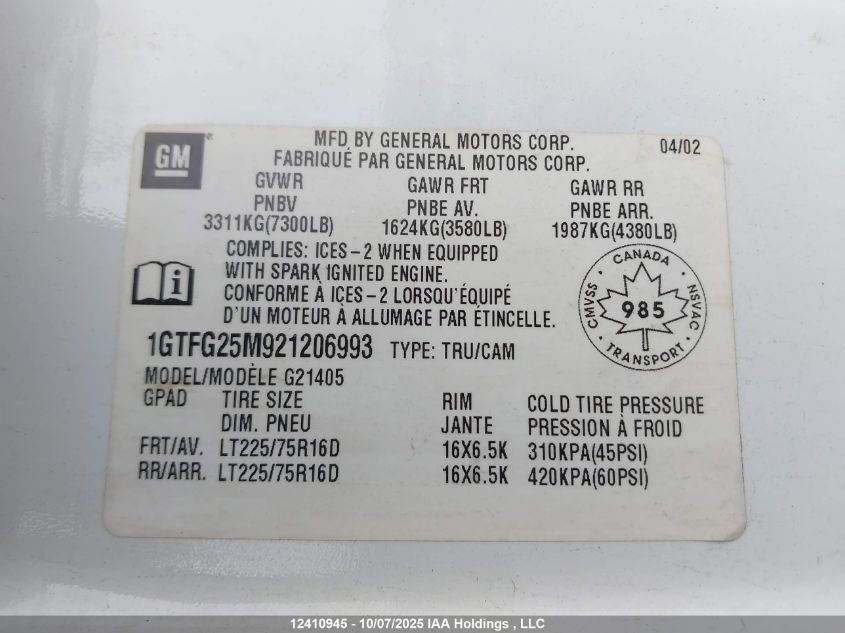 GM
MFD BY GENERAL MOTORS CORP. 04/02
FABRIQUÉ PAR GENERAL MOTORS CORP.
GVWR GAWR FRT GAWR RR
PNBV PNBE AV. PNBE ARR.
3311KG(7300LB) 1624KG(3580LB) 1987KG(4380LB)
COMPLIES: ICES-2 WHEN EQUIPPED
WITH SPARK IGNITED ENGINE.
CONFORME À ICES-2 LORSQU'ÉQUIPÉ
D'UN MOTEUR À ALLUMAGE PAR ÉTINCELLE.
CANADA
CMVSS 985 NSVAC
TRANSPORT
1GTFG25M921206993 TYPE: TRU/CAM
MODEL/MODÈLE G21405
GPAD TIRE SIZE RIM COLD TIRE PRESSURE
DIM. PNEU JANTE PRESSION À FROID
FRT/AV. LT225/75R16D 16X6.5K 310KPA(45PSI)
RR/ARR. LT225/75R16D 16X6.5K 420KPA(60PSI)
12410945 - 10/07/2025 IAA Holdings , LLC